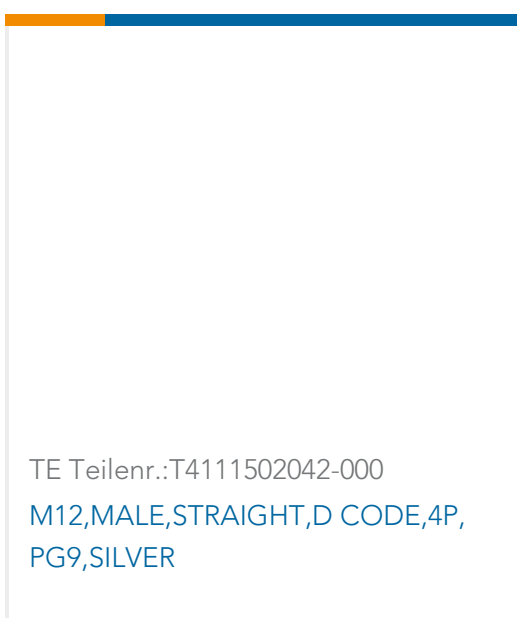 TE Teilenr.:T4111502042-000
M12,MALE,STRAIGHT,D CODE,4P,
PG9,SILVER